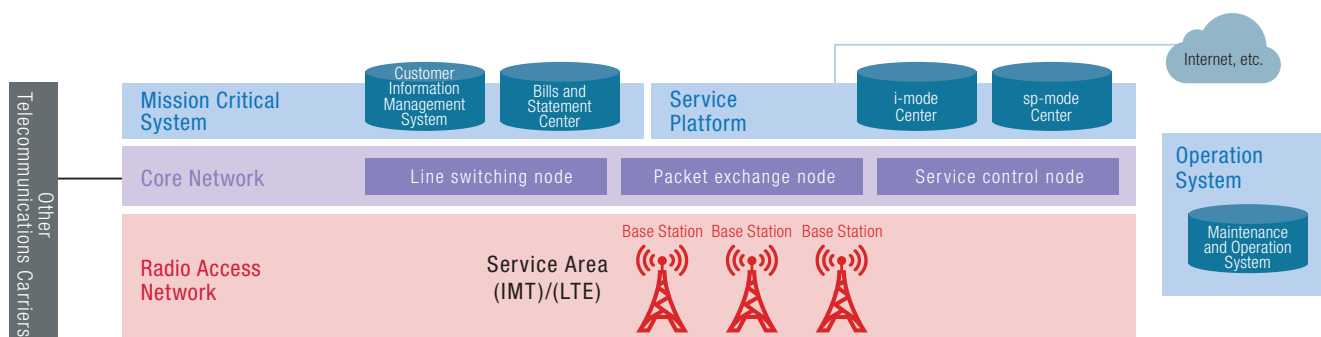 Other
Telecommunications Carriers
Mission Critical
System
Customer
Information
Management
System
Bills and
Statement
Center
Service
Platform
i-mode
Center
sp-mode
Center
Internet, etc.
Core Network
Line switching node
Packet exchange node
Service control node
Radio Access
Network
Service Area
(IMT)/(LTE)
Base Station
Base Station
Base Station
Operation
System
Maintenance
and Operation
System